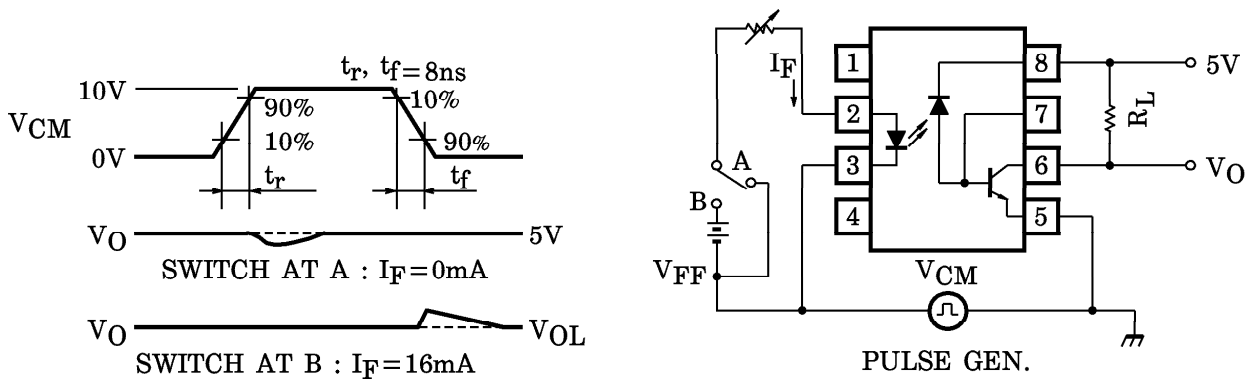 tr, tf=8ns
10V
90%
10%
VCM
10%
90%
0V
tr
tf
VO
5V
SWITCH AT A : IF=0mA
VO
VOL
SWITCH AT B : IF=16mA
IF
1
2
3
4
8
7
6
5
5V
RL
VO
A
B
VFF
VCM
PULSE GEN.